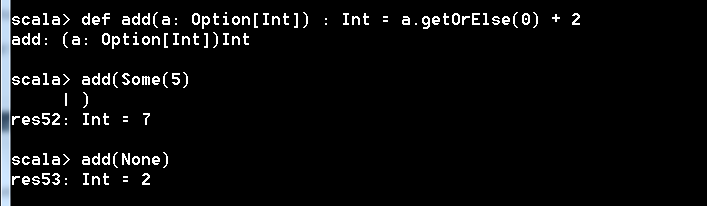 scala> def add(a: Option[Int]) : Int = a.getOrElse(0) + 2
add: (a: Option[Int])Int
scala> add(Some(5)
| )
res52: Int = 7
scala> add(None)
res53: Int = 2